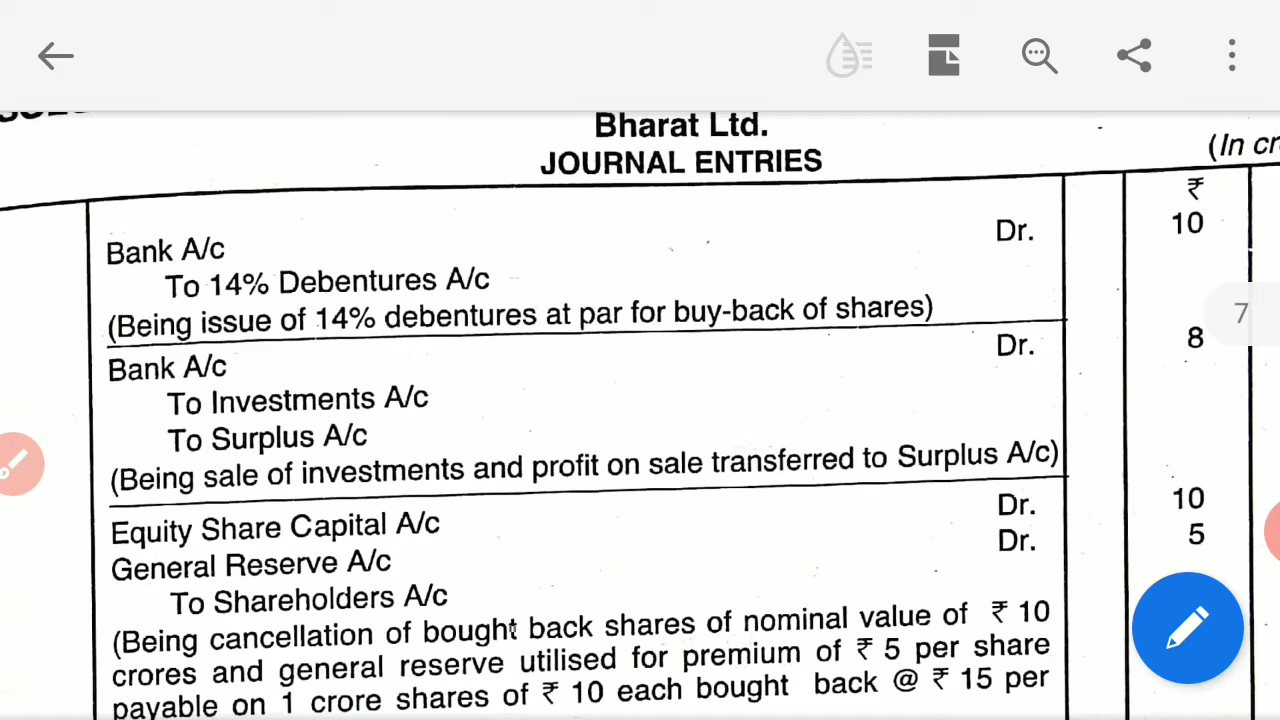 Bharat Ltd.
JOURNAL ENTRIES
(In cr
₹
Bank A/c Dr. 10
To 14% Debentures A/c
(Being issue of 14% debentures at par for buy-back of shares)
7
Bank A/c Dr. 8
To Investments A/c
To Surplus A/c
(Being sale of investments and profit on sale transferred to Surplus A/c)
Equity Share Capital A/c Dr. 10
General Reserve A/c Dr. 5
To Shareholders A/c
(Being cancellation of bought back shares of nominal value of ₹ 10
crores and general reserve utilised for premium of ₹ 5 per share
payable on 1 crore shares of ₹ 10 each bought back @ ₹ 15 per